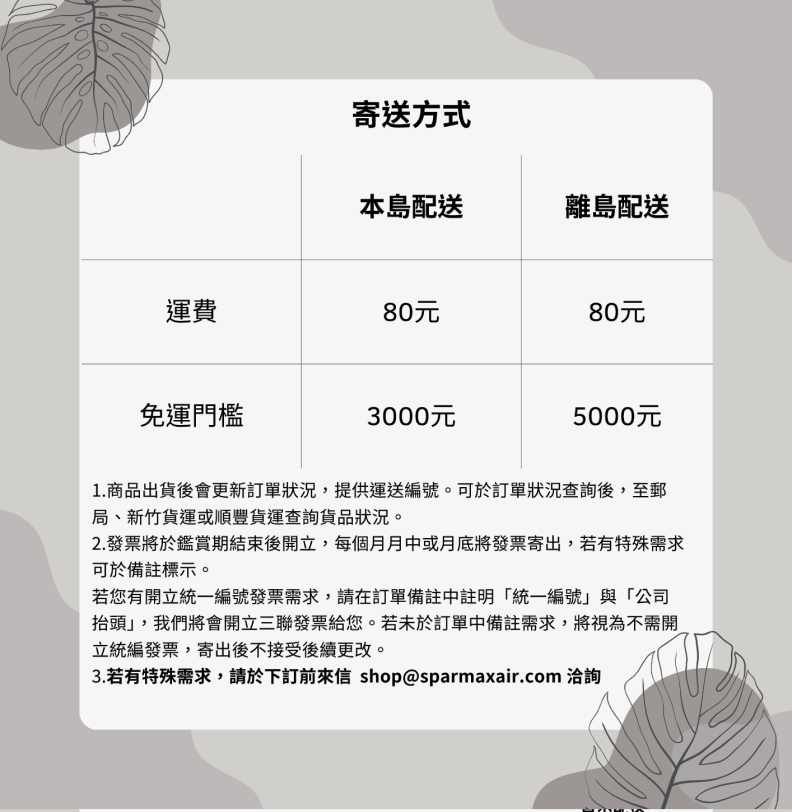 寄送方式
本島配送 離島配送
運費 80元 80元
免運門檻 3000元 5000元
1.商品出貨後會更新訂單狀況，提供運送編號。可於訂單狀況查詢後，至郵
局、新竹貨運或順豐貨運查詢貨品狀況。
2.發票將於鑑賞期結束後開立，每個月月中或月底將發票寄出，若有特殊需求
可於備註標示。
若您有開立統一編號發票需求，請在訂單備註中註明「統一編號」與「公司
抬頭」，我們將會開立三聯發票給您。若未於訂單中備註需求，將視為不需開
立統編發票，寄出後不接受後續更改。
3.若有特殊需求，請於下訂前來信 shop@sparmaxair.com 洽詢